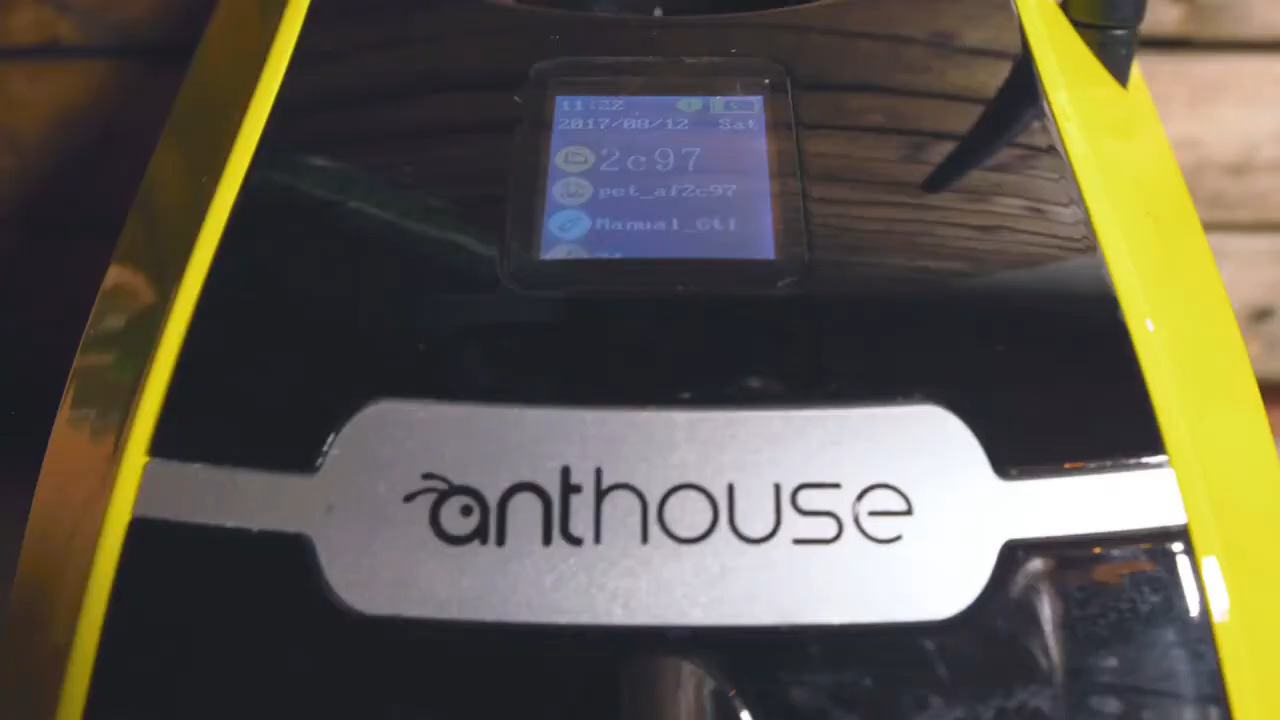 11:22
2017/08/12 Sat
2c97
pet_af2c97
Manual_Ctl
anthouse